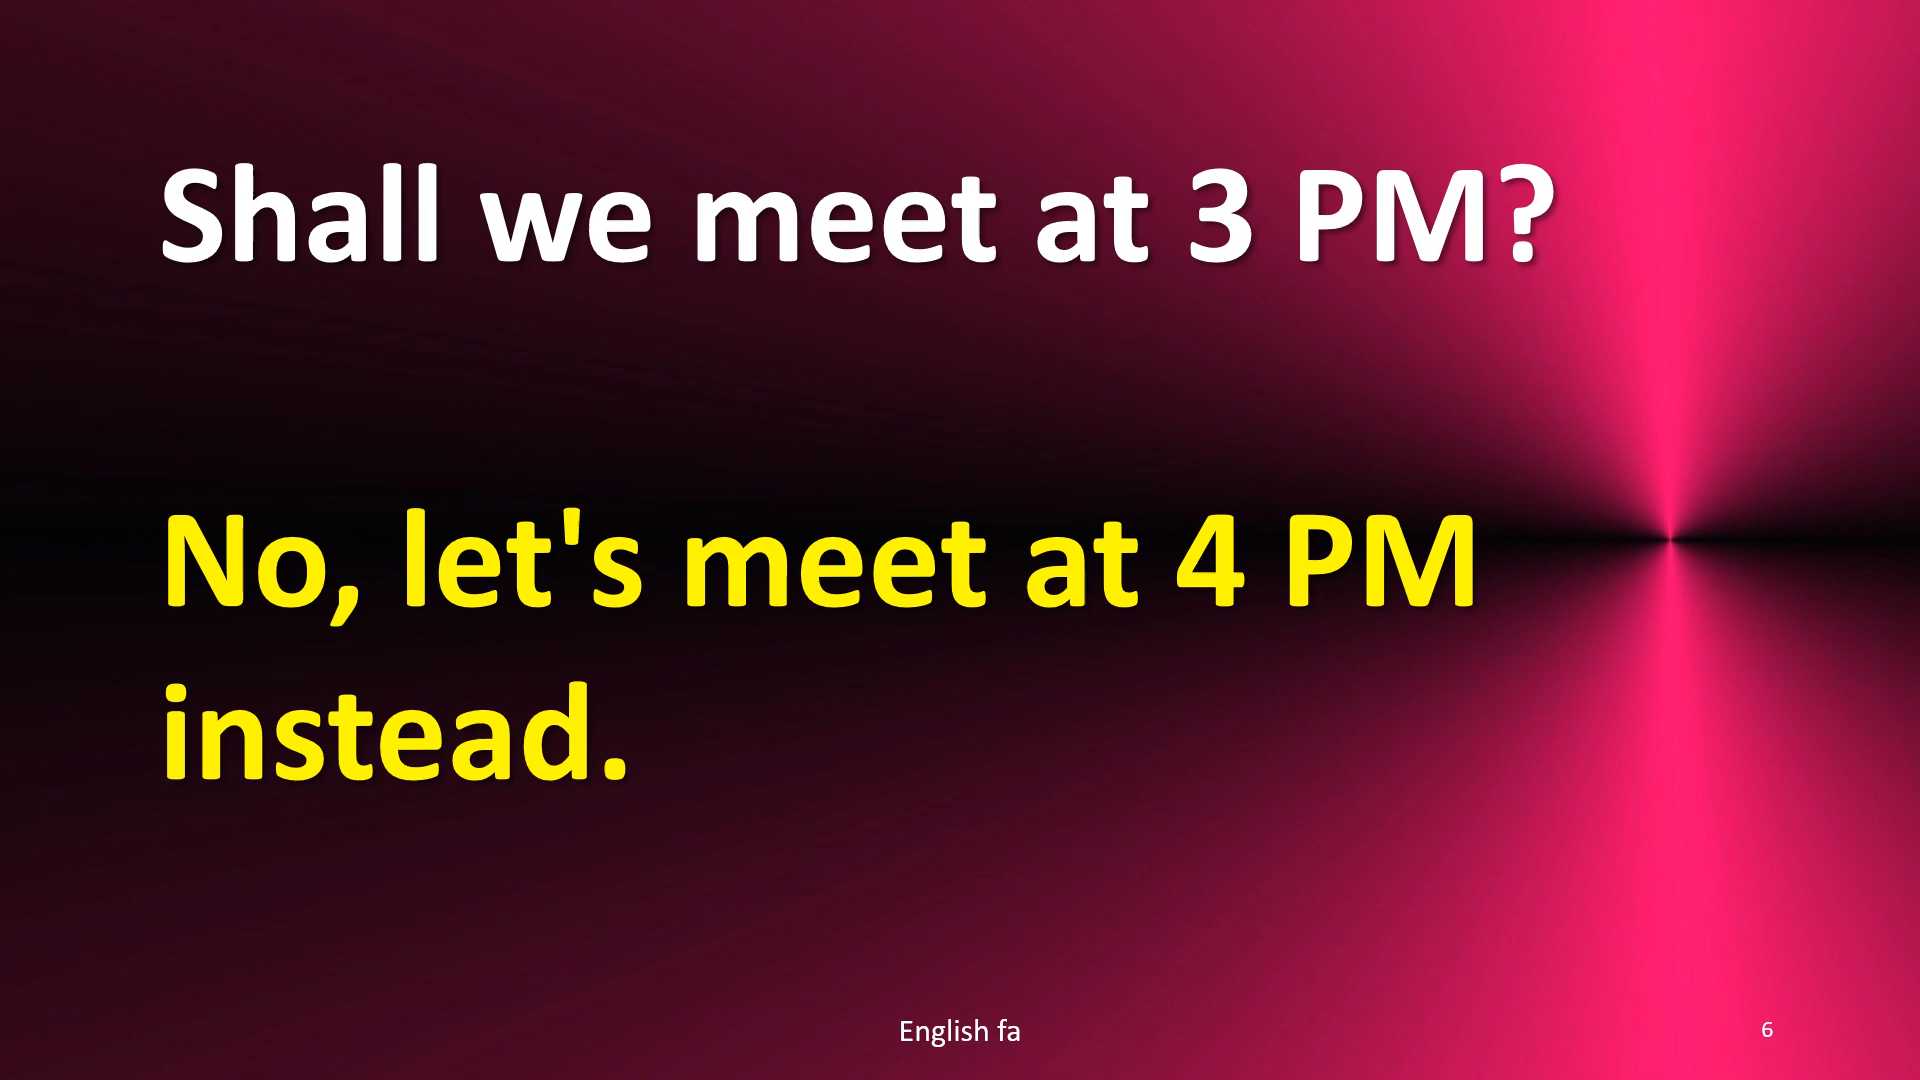 Shall we meet at 3 PM?
No, let's meet at 4 PM
instead.
English fa
6